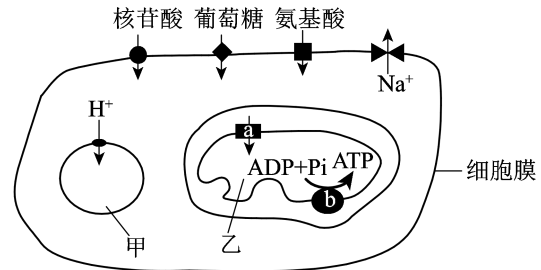 核苷酸 葡萄糖 氨基酸
Na⁺
H⁺
a
ADP+Pi ATP
b
细胞膜
甲
乙